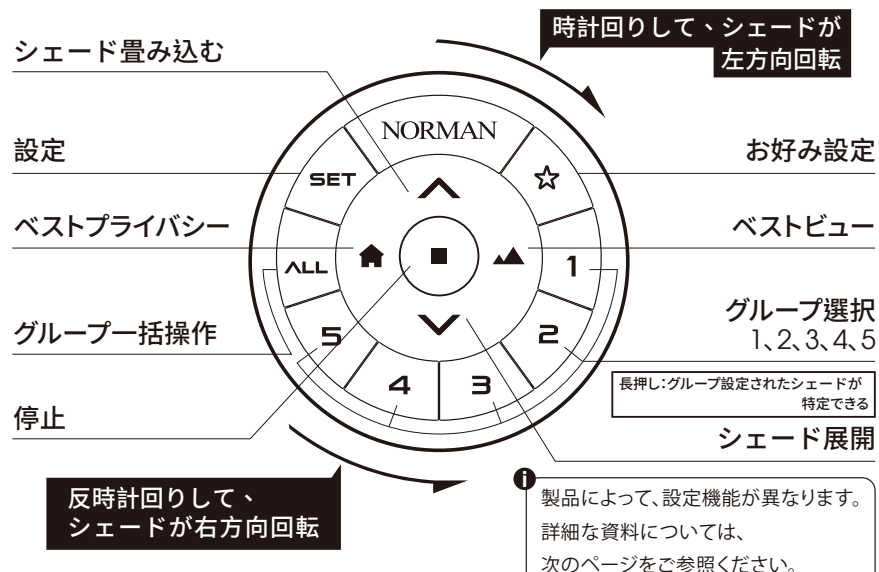 時計回りして、シェードが
左方向回転
シェード畳み込む
設定
ベストプライバシー
グループ一括操作
停止
NORMAN
SET
☆
ALL
1
5
2
4
3
お好み設定
ベストビュー
グループ選択
1、2、3、4、5
長押し:グループ設定されたシェードが
特定できる
シェード展開
反時計回りして、
シェードが右方向回転
i
製品によって、設定機能が異なります。
詳細な資料については、
次のページをご参照ください。